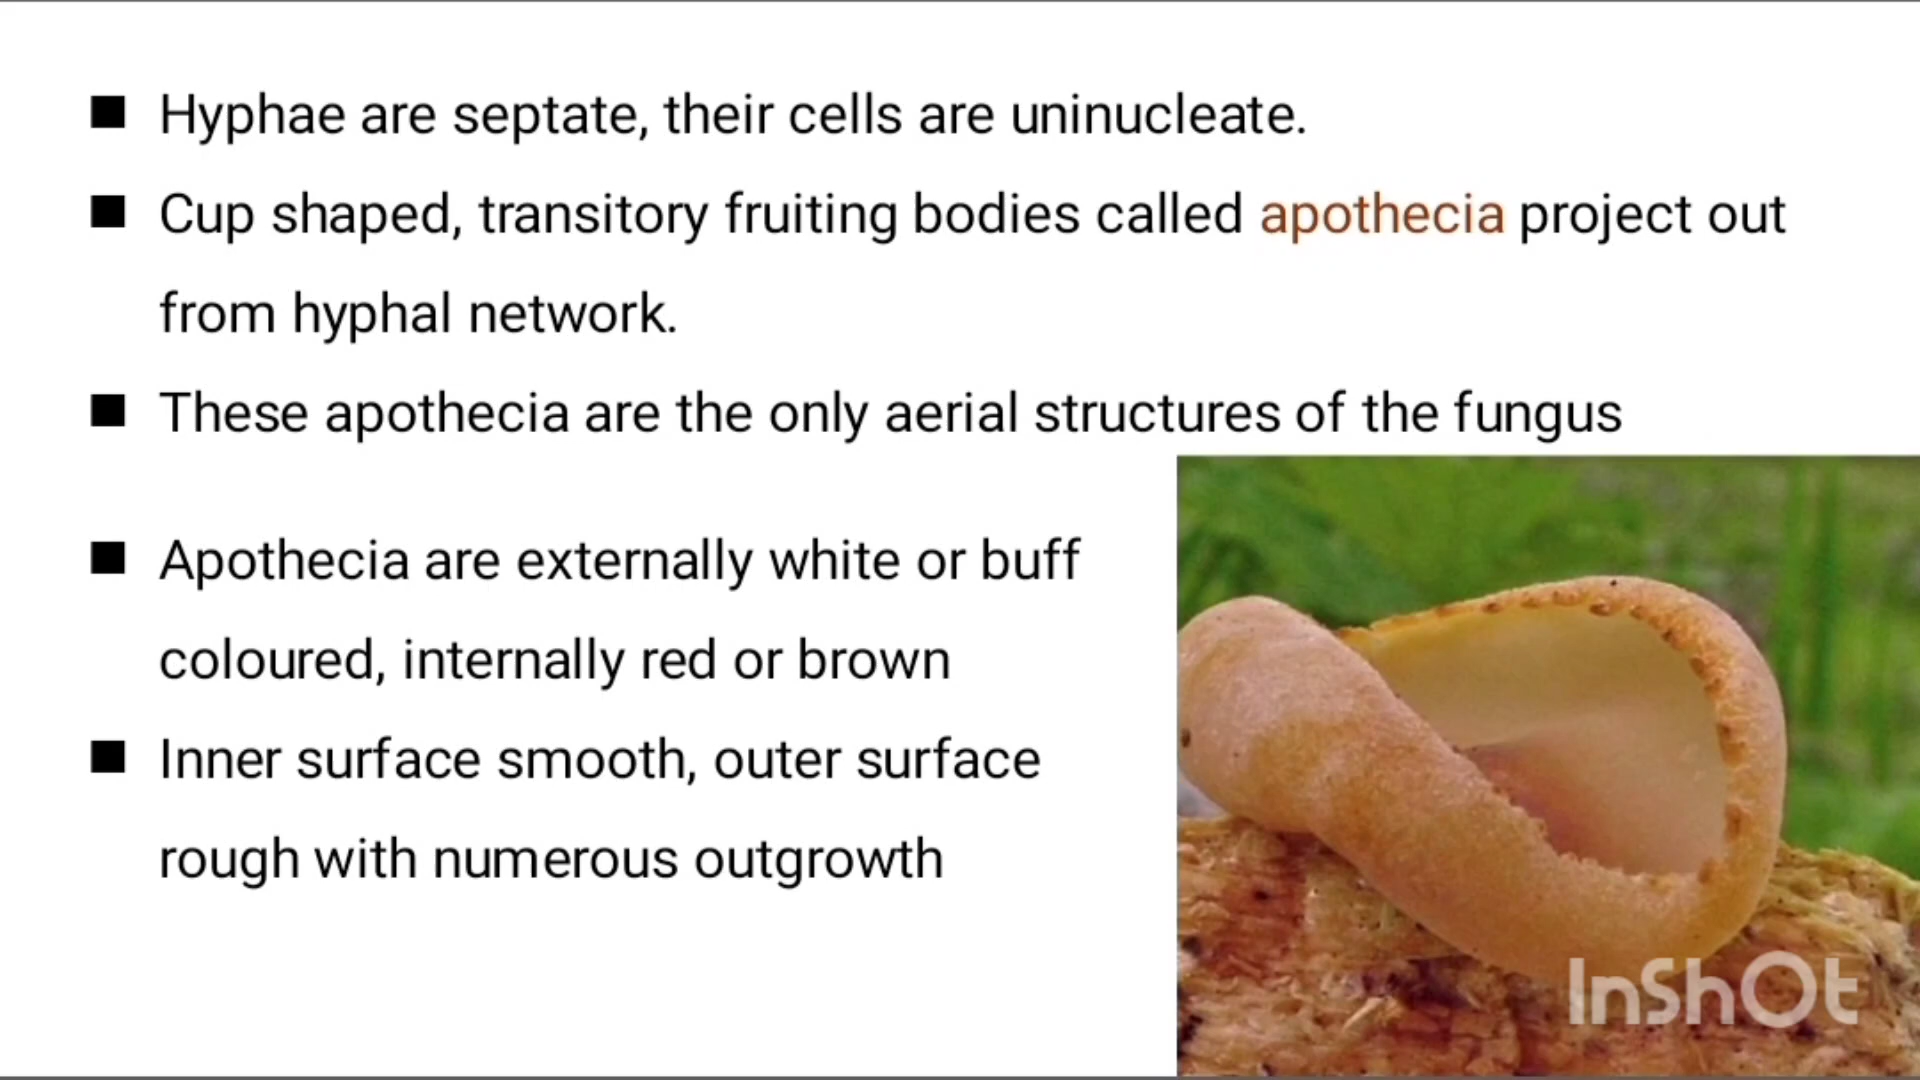 ■ Hyphae are septate, their cells are uninucleate.
■ Cup shaped, transitory fruiting bodies called apothecia project out
from hyphal network.
■ These apothecia are the only aerial structures of the fungus
■ Apothecia are externally white or buff
coloured, internally red or brown
■ Inner surface smooth, outer surface
rough with numerous outgrowth
InShOt